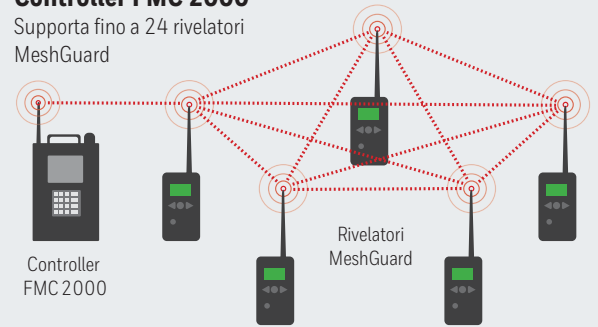 Controller FMC 2000
Supporta fino a 24 rivelatori
MeshGuard
Controller
FMC 2000
Rivelatori
MeshGuard